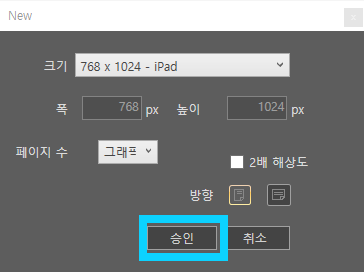 New
x
크기 768 x 1024 - iPad
폭 768 px 높이 1024 px
페이지 수 그래프
2배 해상도
방향
승인 취소